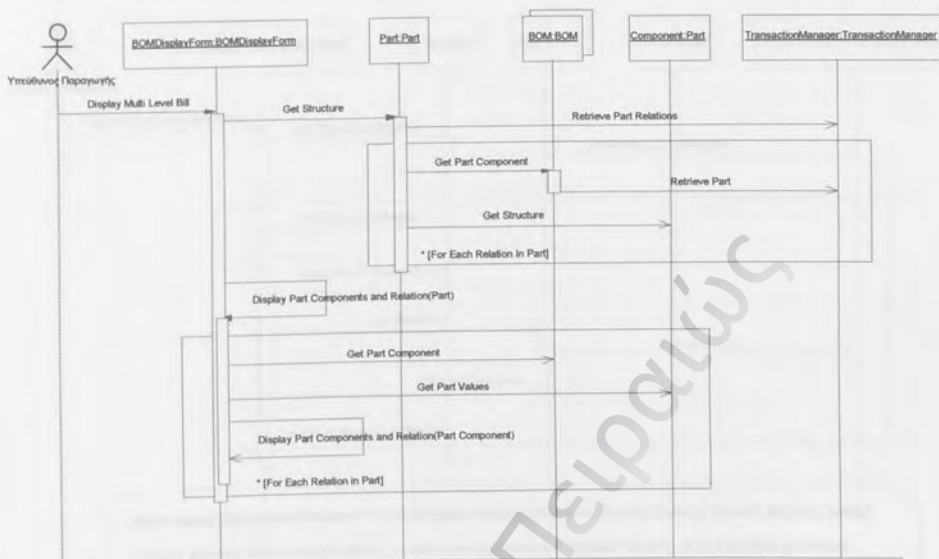 BOMDisplayForm:BOMDisplayForm
Part:Part
BOM:BOM
Component:Part
TransactionManager:TransactionManager
Υπεύθυνος Παραγωγής
Display Multi Level Bill
Get Structure
Retrieve Part Relations
Get Part Component
Retrieve Part
Get Structure
* [For Each Relation In Part]
Display Part Components and Relation(Part)
Get Part Component
Get Part Values
Display Part Components and Relation(Part Component)
* [For Each Relation in Part]
Πειραιώς